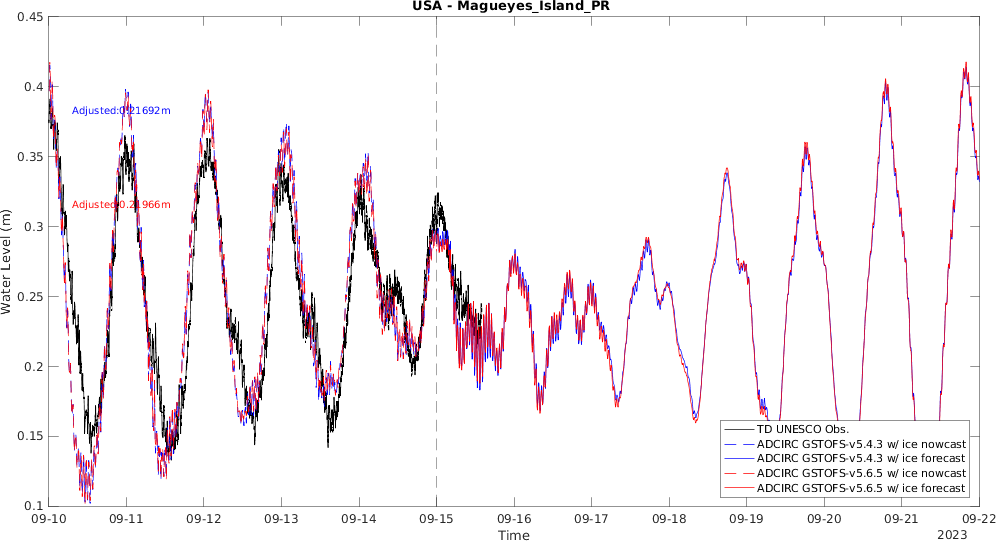 USA - Magueyes_Island_PR
0.45
0.4
0.35
0.3
0.25
0.2
0.15
0.1
Water Level (m)
Adjusted:0.21692m
Adjusted:0.21966m
TD UNESCO Obs.
ADCIRC GSTOFS-v5.4.3 w/ ice nowcast
ADCIRC GSTOFS-v5.4.3 w/ ice forecast
ADCIRC GSTOFS-v5.6.5 w/ ice nowcast
ADCIRC GSTOFS-v5.6.5 w/ ice forecast
09-10 09-11 09-12 09-13 09-14 09-15 09-16 09-17 09-18 09-19 09-20 09-21 09-22
Time
2023